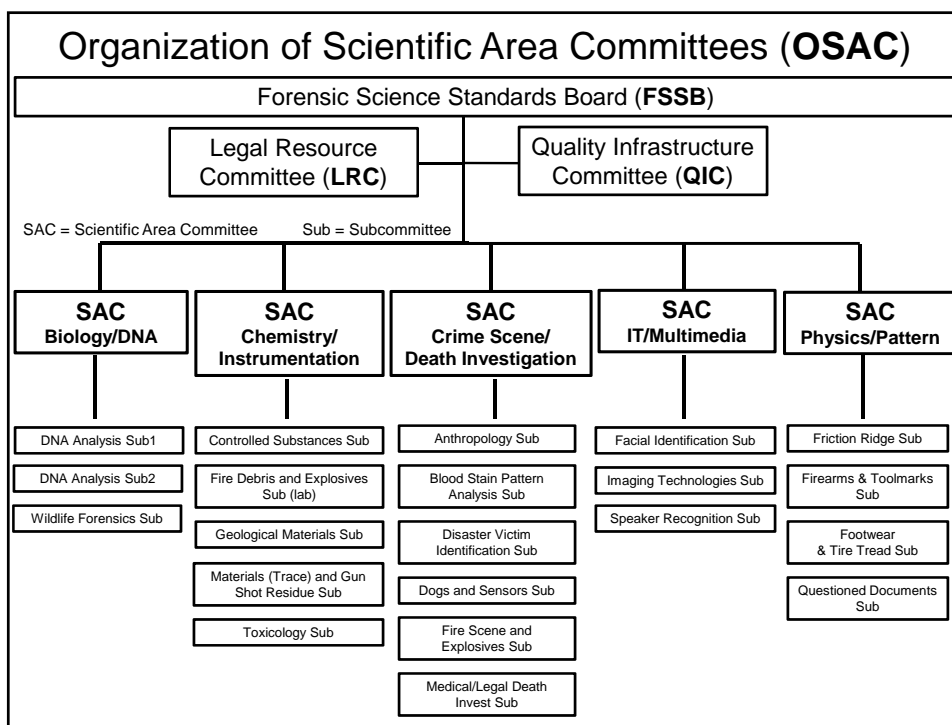 Organization of Scientific Area Committees (OSAC)
Forensic Science Standards Board (FSSB)
Legal Resource
Committee (LRC)
Quality Infrastructure
Committee (QIC)
SAC = Scientific Area Committee
Sub = Subcommittee
SAC
Biology/DNA
SAC
Chemistry/
Instrumentation
SAC
Crime Scene/
Death Investigation
SAC
IT/Multimedia
SAC
Physics/Pattern
DNA Analysis Sub1
DNA Analysis Sub2
Wildlife Forensics Sub
Controlled Substances Sub
Fire Debris and Explosives
Sub (lab)
Geological Materials Sub
Materials (Trace) and Gun
Shot Residue Sub
Toxicology Sub
Anthropology Sub
Blood Stain Pattern
Analysis Sub
Disaster Victim
Identification Sub
Dogs and Sensors Sub
Fire Scene and
Explosives Sub
Medical/Legal Death
Invest Sub
Facial Identification Sub
Imaging Technologies Sub
Speaker Recognition Sub
Friction Ridge Sub
Firearms & Toolmarks
Sub
Footwear
& Tire Tread Sub
Questioned Documents
Sub